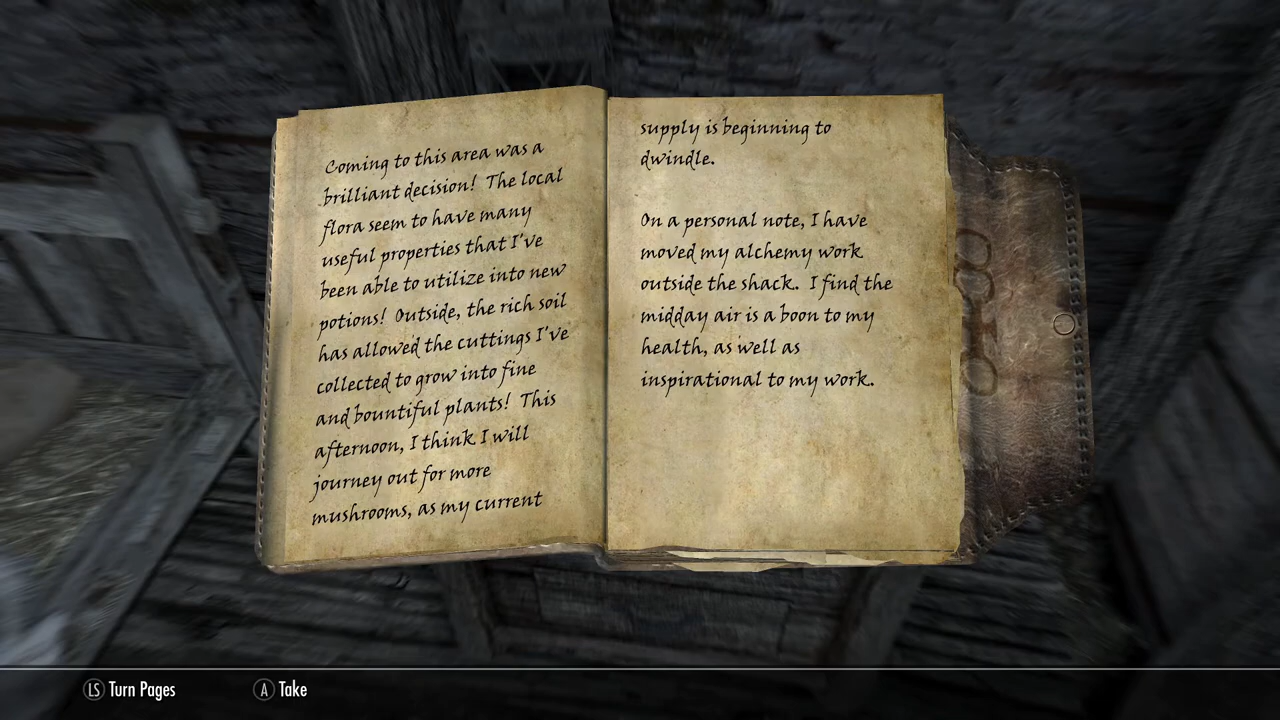 Coming to this area was a
brilliant decision! The local
flora seem to have many
useful properties that I've
been able to utilize into new
potions! Outside, the rich soil
has allowed the cuttings I've
collected to grow into fine
and bountiful plants! This
afternoon, I think I will
journey out for more
mushrooms, as my current
supply is beginning to
dwindle.
On a personal note, I have
moved my alchemy work
outside the shack. I find the
midday air is a boon to my
health, as well as
inspirational to my work.
LS Turn Pages
A Take